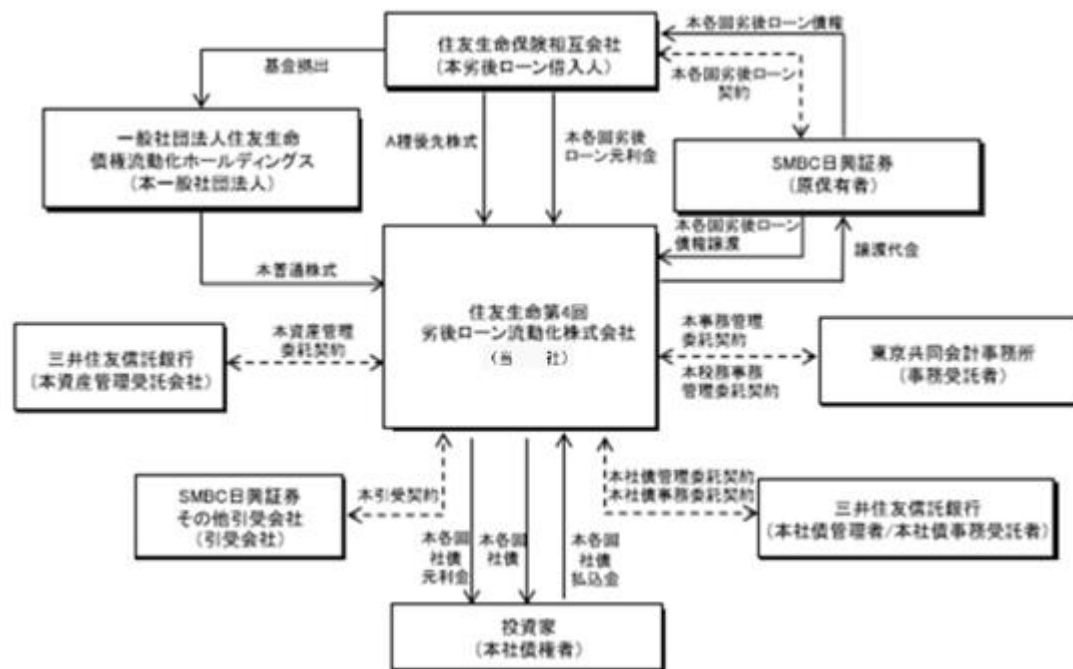 住友生命保険相互会社
(本劣後ローン借入人)
本各回劣後ローン債権
本各回劣後ローン
契約
基金拠出
一般社団法人住友生命
債権流動化ホールディングス
(本一般社団法人)
A種後先株式
本各回劣後
ローン元利金
SMBC日興証券
(原保有者)
本各回劣後ローン
債権譲渡
譲渡代金
本普通株式
住友生命第4回
劣後ローン流動化株式会社
(当 社)
三井住友信託銀行
(本資産管理受託会社)
本資産管理
委託契約
本事務管理
委託契約
本税務事務
管理委託契約
東京共同会計事務所
(事務受託者)
SMBC日興証券
その他引受会社
(引受会社)
本引受契約
本社債管理委託契約
本社債事務委託契約
三井住友信託銀行
(本社債管理者/本社債事務受託者)
本各回
社債
元利金
本各回
社債
本各回
社債
払込金
投資家
(本社債権者)